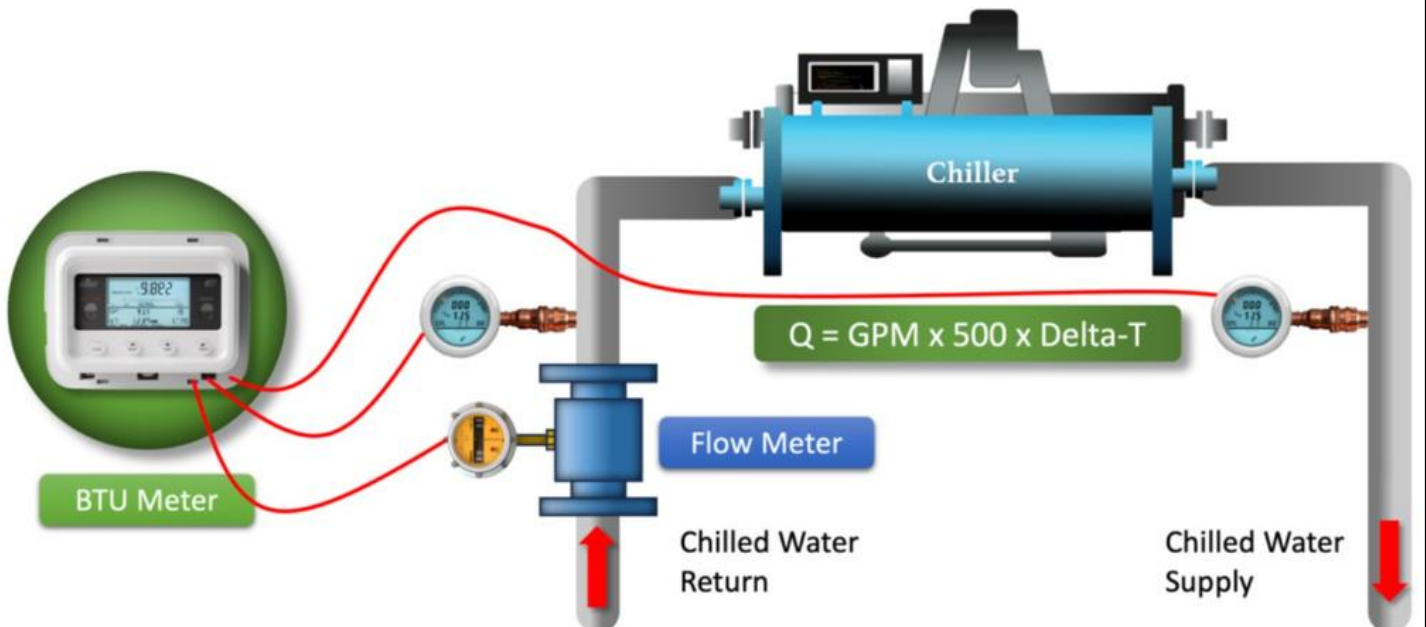 Chiller
Q = GPM x 500 x Delta-T
Flow Meter
BTU Meter
Chilled Water
Return
Chilled Water
Supply